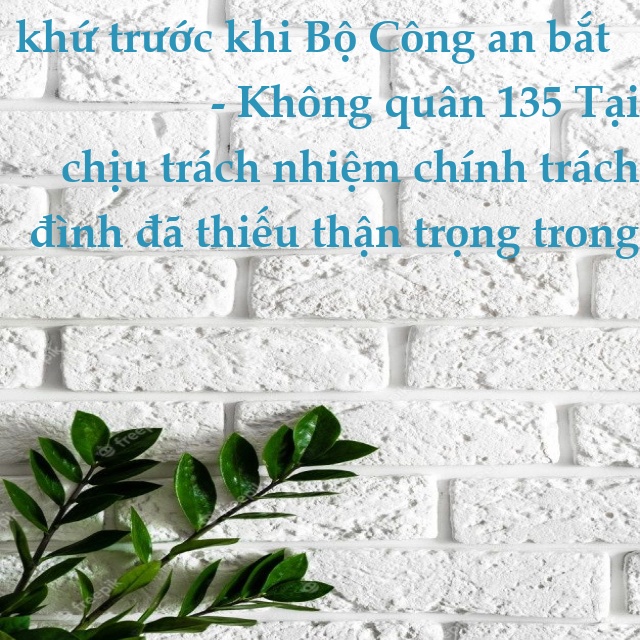 khứ trước khi Bộ Công an bắt
- Không quân 135 Tại
chịu trách nhiệm chính trách
đình đã thiếu thận trọng trong